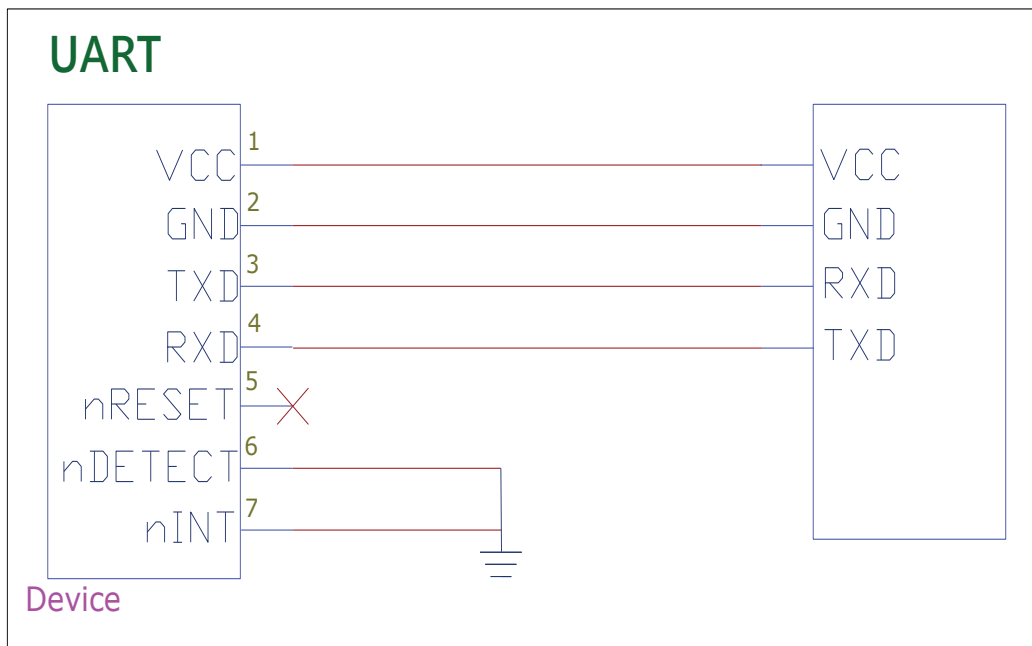 UART
VCC 1
GND 2
TXD 3
RXD 4
nRESET 5
nDETECT 6
nINT 7
Device
VCC
GND
RXD
TXD